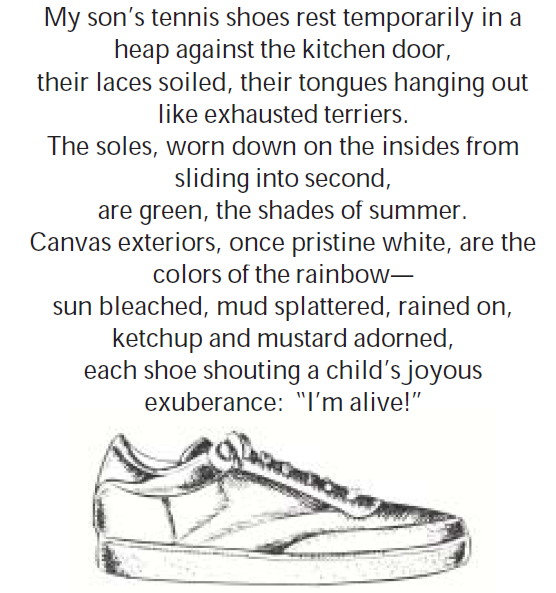 My son’s tennis shoes rest temporarily in a
heap against the kitchen door,
their laces soiled, their tongues hanging out
like exhausted terriers.
The soles, worn down on the insides from
sliding into second,
are green, the shades of summer.
Canvas exteriors, once pristine white, are the
colors of the rainbow—
sun bleached, mud splattered, rained on,
ketchup and mustard adorned,
each shoe shouting a child’s joyous
exuberance:  “I’m alive!”